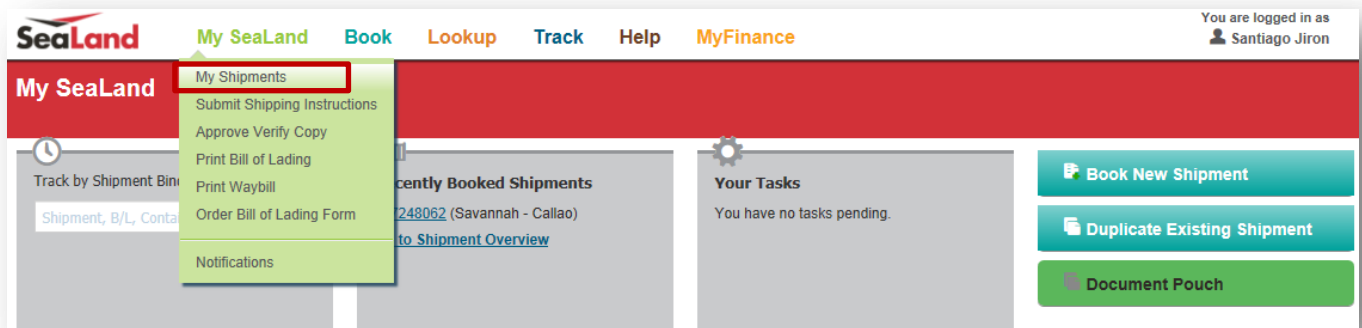 SeaLand
My SeaLand Book Lookup Track Help MyFinance
You are logged in as
Santiago Jiron
My SeaLand
My Shipments
Submit Shipping Instructions
Approve Verify Copy
Print Bill of Lading
Print Waybill
Order Bill of Lading Form
Notifications
Track by Shipment
Shipment, B/L,
Booked Shipments
248062 (Savannah - Callao)
to Shipment Overview
Your Tasks
You have no tasks pending.
Book New Shipment
Duplicate Existing Shipment
Document Pouch